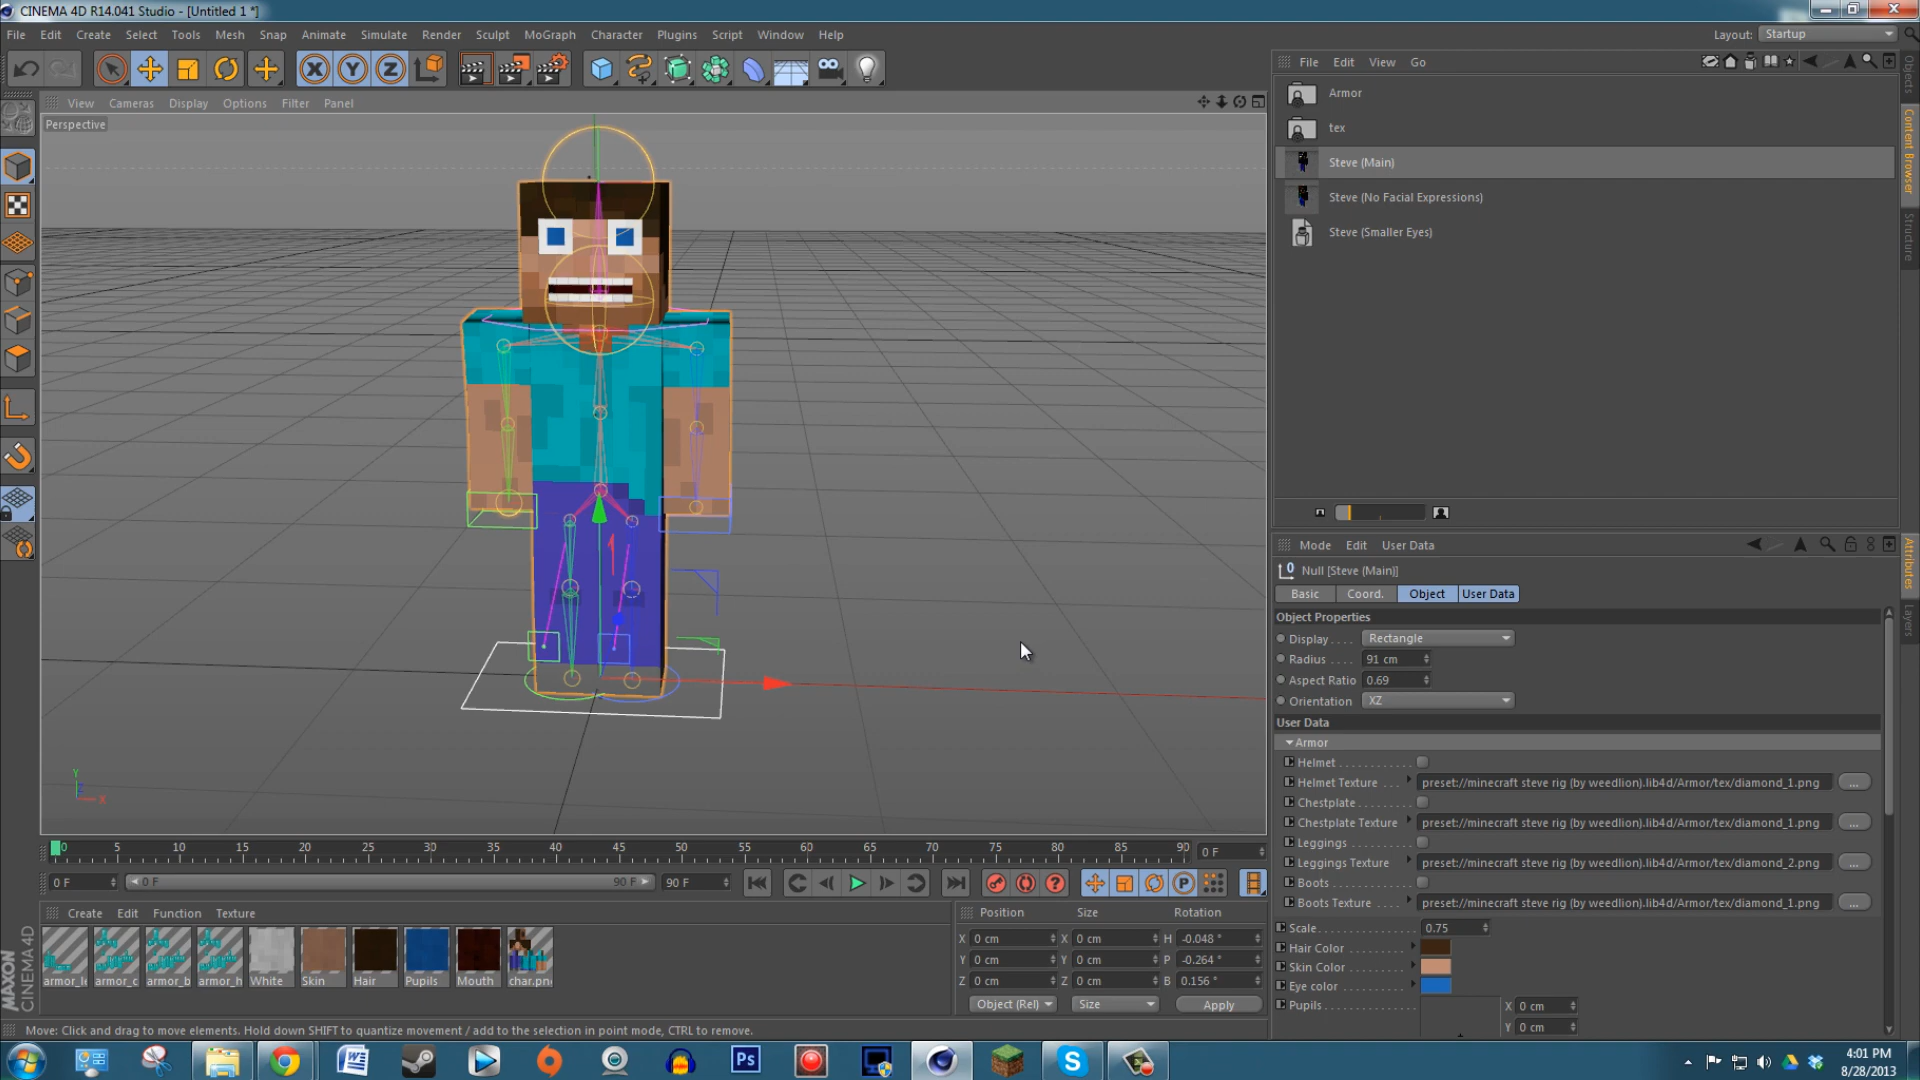 CINEMA 4D R14.041 Studio - [Untitled 1 *]
File Edit Create Select Tools Mesh Snap Animate Simulate Render Sculpt MoGraph Character Plugins Script Window Help
Layout: Startup
File Edit View Go
View Cameras Display Options Filter Panel
Perspective
Armor
tex
Steve (Main)
Steve (No Facial Expressions)
Steve (Smaller Eyes)
Objects
Content Browser
Structure
Mode Edit User Data
Null [Steve (Main)]
Basic Coord. Object User Data
Object Properties
Display . . . . Rectangle
Radius . . . . 91 cm
Aspect Ratio 0.69
Orientation XZ
User Data
Armor
Helmet
Helmet Texture preset://minecraft steve rig (by weedlion).lib4d/Armor/tex/diamond_1.png ...
Chestplate
Chestplate Texture preset://minecraft steve rig (by weedlion).lib4d/Armor/tex/diamond_1.png ...
Leggings
Leggings Texture preset://minecraft steve rig (by weedlion).lib4d/Armor/tex/diamond_2.png ...
Boots
Boots Texture preset://minecraft steve rig (by weedlion).lib4d/Armor/tex/diamond_1.png ...
Scale 0.75
Hair Color
Skin Color
Eye color
Pupils X 0 cm
Y 0 cm
Attributes
Layers
Y
Z
X
0 5 10 15 20 25 30 35 40 45 50 55 60 65 70 75 80 85 90 0 F
0 F 0 F 90 F 90 F
Create Edit Function Texture
armor_le armor_c armor_b armor_h White Skin Hair Pupils Mouth char.pn
Position Size Rotation
X 0 cm X 0 cm H -0.048 °
Y 0 cm Y 0 cm P -0.264 °
Z 0 cm Z 0 cm B 0.156 °
Object (Rel) Size Apply
MAXON
CINEMA 4D
Move: Click and drag to move elements. Hold down SHIFT to quantize movement / add to the selection in point mode, CTRL to remove.
Ps
4:01 PM
8/28/2013